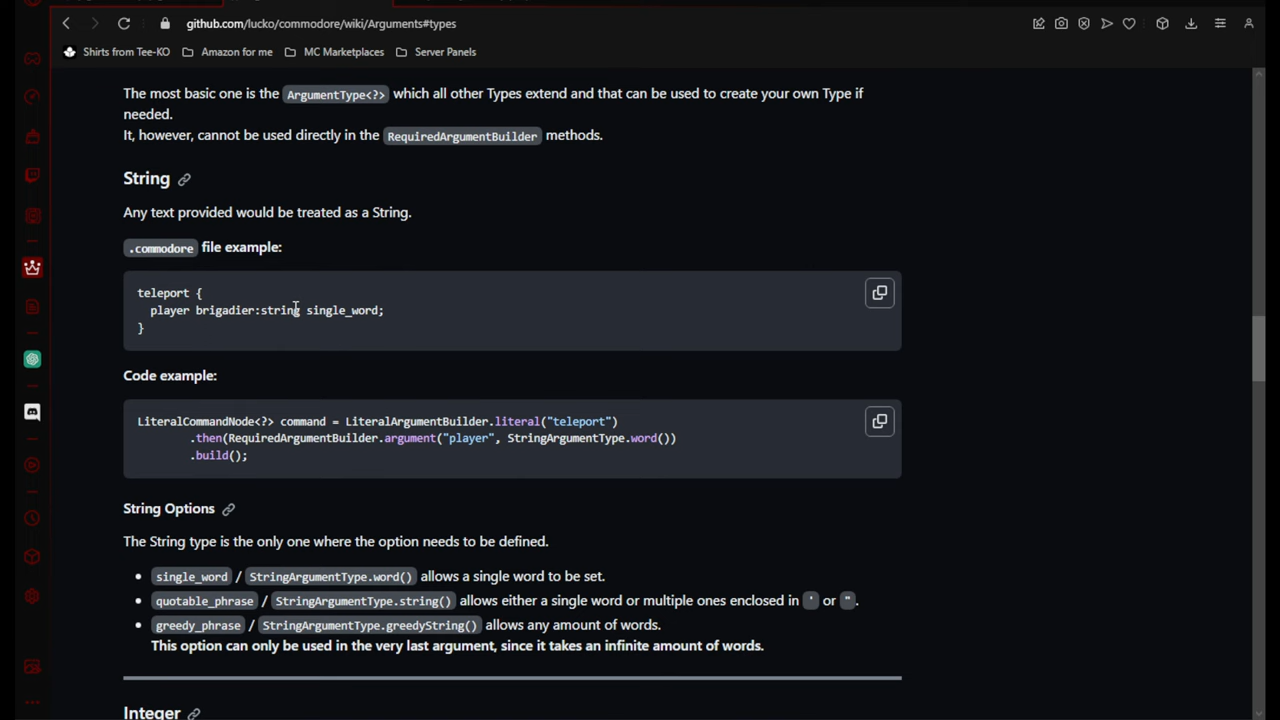 github.com/lucko/commodore/wiki/Arguments#types
Shirts from Tee-KO Amazon for me MC Marketplaces Server Panels
The most basic one is the ArgumentType<?> which all other Types extend and that can be used to create your own Type if
needed.
It, however, cannot be used directly in the RequiredArgumentBuilder methods.
String
Any text provided would be treated as a String.
.commodore file example:
teleport {
player brigadier:string single_word;
}
Code example:
LiteralCommandNode<?> command = LiteralArgumentBuilder.literal("teleport")
.then(RequiredArgumentBuilder.argument("player", StringArgumentType.word())
.build();
String Options
The String type is the only one where the option needs to be defined.
• single_word / StringArgumentType.word() allows a single word to be set.
• quotable_phrase / StringArgumentType.string() allows either a single word or multiple ones enclosed in ' or ".
• greedy_phrase / StringArgumentType.greedyString() allows any amount of words.
This option can only be used in the very last argument, since it takes an infinite amount of words.
Integer